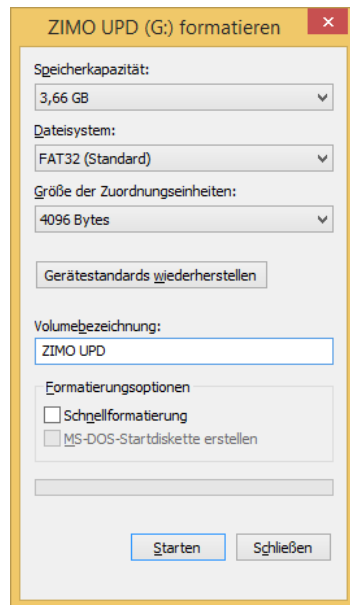 ZIMO UPD (G:) formatieren
Speicherkapazität:
3,66 GB
Dateisystem:
FAT32 (Standard)
Größe der Zuordnungseinheiten:
4096 Bytes
Gerätestandards wiederherstellen
Volumebezeichnung:
ZIMO UPD
Formatierungsoptionen
Schnellformatierung
MS-DOS-Startdiskette erstellen
Starten Schließen